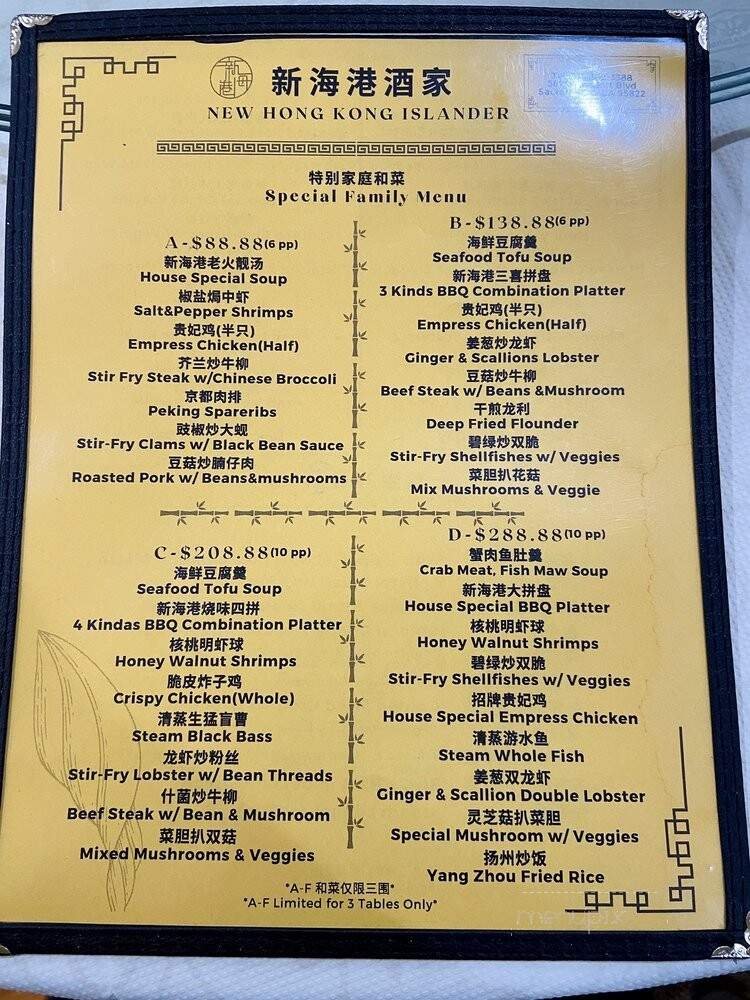 新海港
新海港酒家
NEW HONG KONG ISLANDER
Blvd
95822
特别家庭和菜
Special Family Menu
A-$88.88(6 pp)
新海港老火靓汤
House Special Soup
椒盐焗中虾
Salt&Pepper Shrimps
贵妃鸡(半只)
Empress Chicken(Half)
芥兰炒牛柳
Stir Fry Steak w/Chinese Broccoli
京都肉排
Peking Spareribs
豉椒炒大蚬
Stir-Fry Clams w/ Black Bean Sauce
豆菇炒腩仔肉
Roasted Pork w/ Beans&mushrooms
B-$138.88(6 pp)
海鲜豆腐羹
Seafood Tofu Soup
新海港三喜拼盘
3 Kinds BBQ Combination Platter
贵妃鸡(半只)
Empress Chicken(Half)
姜葱炒龙虾
Ginger & Scallions Lobster
豆菇炒牛柳
Beef Steak w/ Beans &Mushroom
干煎龙利
Deep Fried Flounder
碧绿炒双脆
Stir-Fry Shellfishes w/ Veggies
菜胆扒花菇
Mix Mushrooms & Veggie
C-$208.88(10 pp)
海鲜豆腐羹
Seafood Tofu Soup
新海港烧味四拼
4 Kindas BBQ Combination Platter
核桃明虾球
Honey Walnut Shrimps
脆皮炸子鸡
Crispy Chicken(Whole)
清蒸生猛盲曹
Steam Black Bass
龙虾炒粉丝
Stir-Fry Lobster w/ Bean Threads
什菌炒牛柳
Beef Steak w/ Bean & Mushroom
菜胆扒双菇
Mixed Mushrooms & Veggies
D-$288.88(10 pp)
蟹肉鱼肚羹
Crab Meat, Fish Maw Soup
新海港大拼盘
House Special BBQ Platter
核桃明虾球
Honey Walnut Shrimps
碧绿炒双脆
Stir-Fry Shellfishes w/ Veggies
招牌贵妃鸡
House Special Empress Chicken
清蒸游水鱼
Steam Whole Fish
姜葱双龙虾
Ginger & Scallion Double Lobster
灵芝菇扒菜胆
Special Mushroom w/ Veggies
扬州炒饭
Yang Zhou Fried Rice
*A-F 和菜仅限三围*
*A-F Limited for 3 Tables Only*